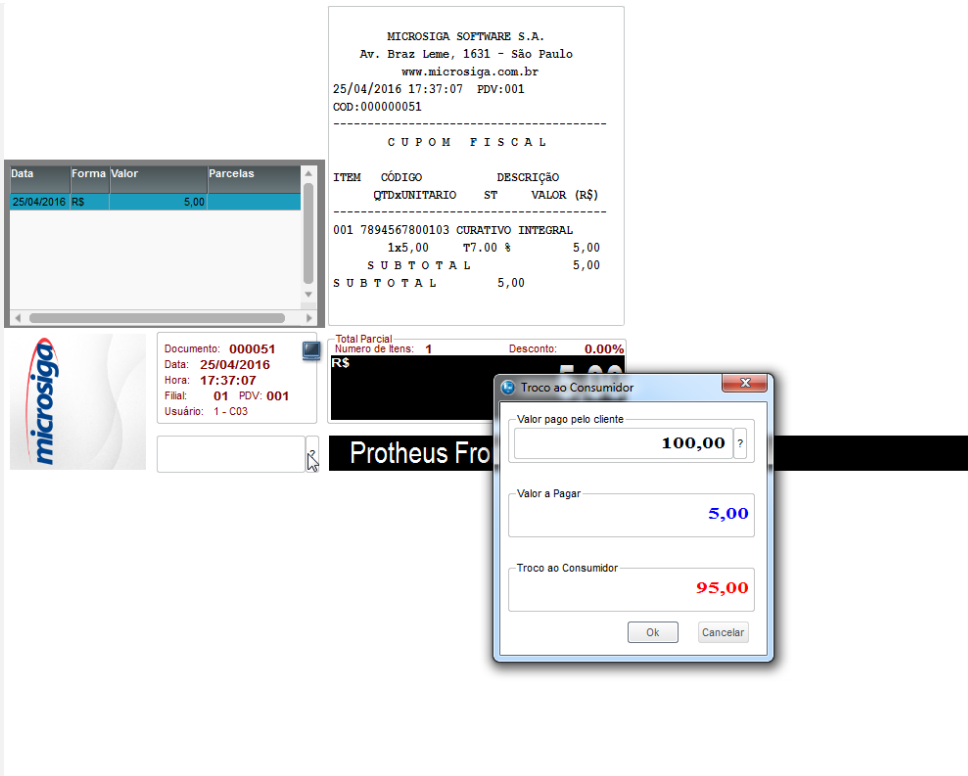 MICROSIGA SOFTWARE S.A.
Av. Braz Leme, 1631 - São Paulo
www.microsiga.com.br
25/04/2016 17:37:07 PDV:001
COD:000000051
----------------------------------------
C U P O M F I S C A L
ITEM CÓDIGO DESCRIÇãO
QTDxUNITARIO ST VALOR (R$)
----------------------------------------
001 7894567800103 CURATIVO INTEGRAL
1x5,00 T7.00 % 5,00
S U B T O T A L 5,00
S U B T O T A L 5,00
Data Forma Valor Parcelas
25/04/2016 R$ 5,00
microsiga
Documento: 000051
Data: 25/04/2016
Hora: 17:37:07
Filial: 01 PDV: 001
Usuário: 1 - C03
?
Total Parcial
Numero de Itens: 1 Desconto: 0.00%
R$ 5,00
Protheus Fro
Troco ao Consumidor
Valor pago pelo cliente
100,00 ?
Valor a Pagar
5,00
Troco ao Consumidor
95,00
Ok Cancelar